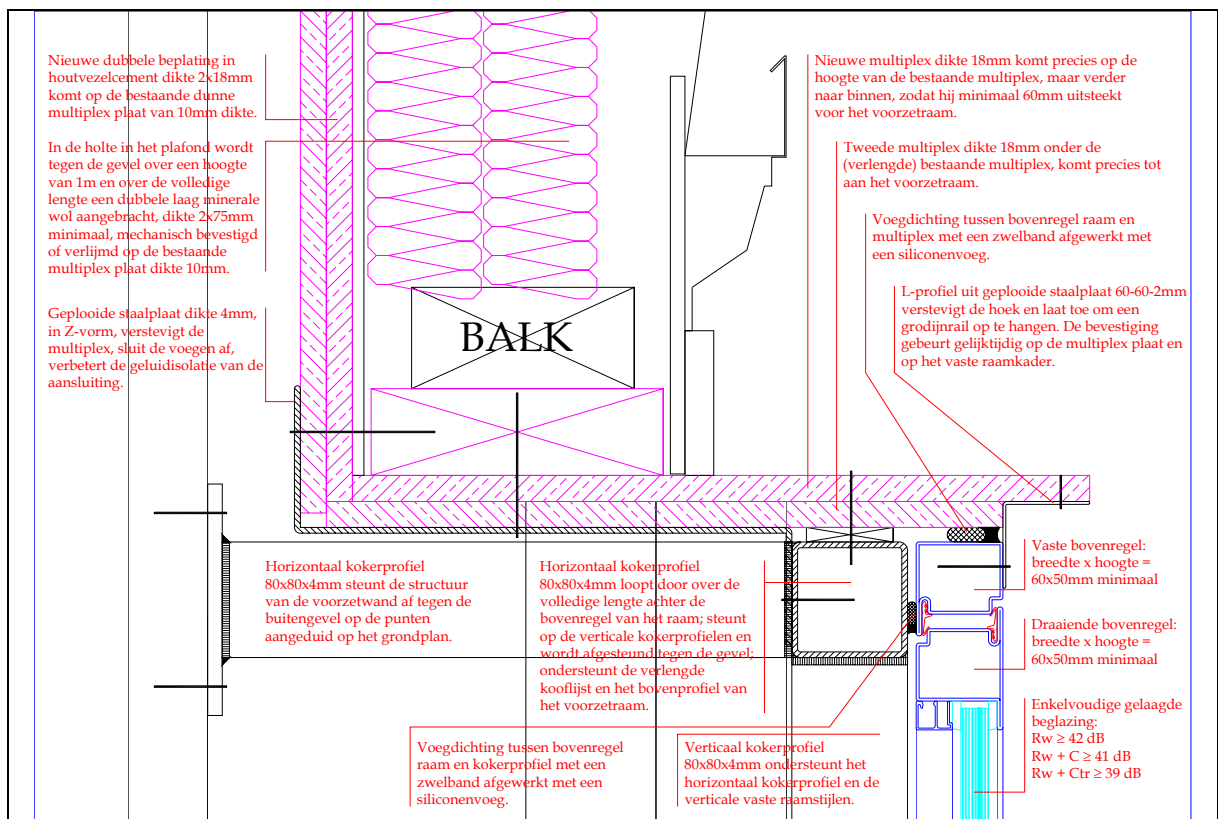 Nieuwe dubbele beplating in
houtvezelcement dikte 2x18mm
komt op de bestaande dunne
multiplex plaat van 10mm dikte.
In de holte in het plafond wordt
tegen de gevel over een hoogte
van 1m en over de volledige
lengte een dubbele laag minerale
wol aangebracht, dikte 2x75mm
minimaal, mechanisch bevestigd
of verlijmd op de bestaande
multiplex plaat dikte 10mm.
Geplooide staalplaat dikte 4mm,
in Z-vorm, verstevigt de
multiplex, sluit de voegen af,
verbetert de geluidisolatie van de
aansluiting.
BALK
Nieuwe multiplex dikte 18mm komt precies op de
hoogte van de bestaande multiplex, maar verder
naar binnen, zodat hij minimaal 60mm uitsteekt
voor het voorzetraam.
Tweede multiplex dikte 18mm onder de
(verlengde) bestaande multiplex, komt precies tot
aan het voorzetraam.
Voegdichting tussen bovenregel raam en
multiplex met een zwelband afgewerkt met
een siliconenvoeg.
L-profiel uit geplooide staalplaat 60-60-2mm
verstevigt de hoek en laat toe om een
grodijnrail op te hangen. De bevestiging
gebeurt gelijktijdig op de multiplex plaat en
op het vaste raamkader.
Horizontaal kokerprofiel
80x80x4mm steunt de structuur
van de voorzetwand af tegen de
buitengevel op de punten
aangeduid op het grondplan.
Horizontaal kokerprofiel
80x80x4mm loopt door over de
volledige lengte achter de
bovenregel van het raam; steunt
op de verticale kokerprofielen en
wordt afgesteund tegen de gevel;
ondersteunt de verlengde
kooflijst en het bovenprofiel van
het voorzetraam.
Vaste bovenregel:
breedte x hoogte =
60x50mm minimaal
Draaiende bovenregel:
breedte x hoogte =
60x50mm minimaal
Enkelvoudige gelaagde
beglazing:
Rw ≥ 42 dB
Rw + C ≥ 41 dB
Rw + Ctr ≥ 39 dB
Voegdichting tussen bovenregel
raam en kokerprofiel met een
zwelband afgewerkt met een
siliconenvoeg.
Verticaal kokerprofiel
80x80x4mm ondersteunt het
horizontaal kokerprofiel en de
verticale vaste raamstijlen.